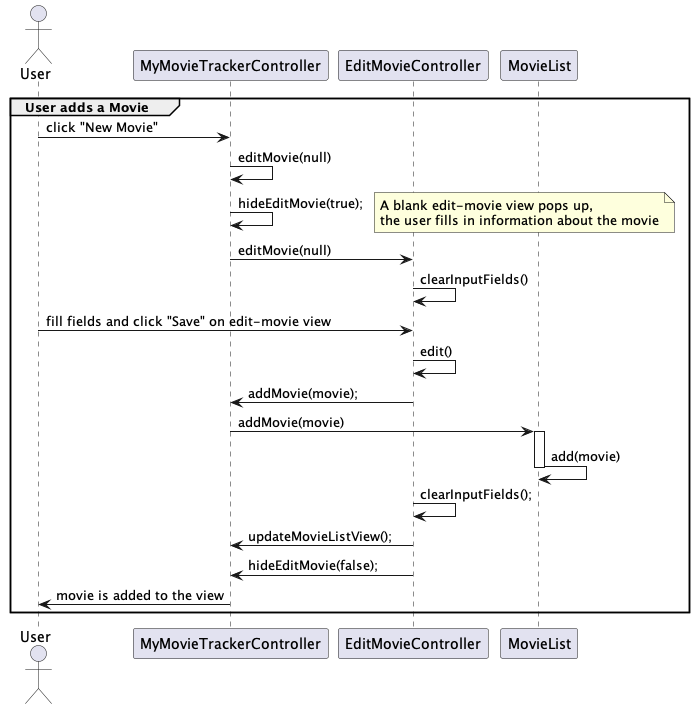 User
MyMovieTrackerController
EditMovieController
MovieList
User adds a Movie
click "New Movie"
editMovie(null)
hideEditMovie(true);
A blank edit-movie view pops up,
the user fills in information about the movie
editMovie(null)
clearInputFields()
fill fields and click "Save" on edit-movie view
edit()
addMovie(movie);
addMovie(movie)
add(movie)
clearInputFields();
updateMovieListView();
hideEditMovie(false);
movie is added to the view
User
MyMovieTrackerController
EditMovieController
MovieList